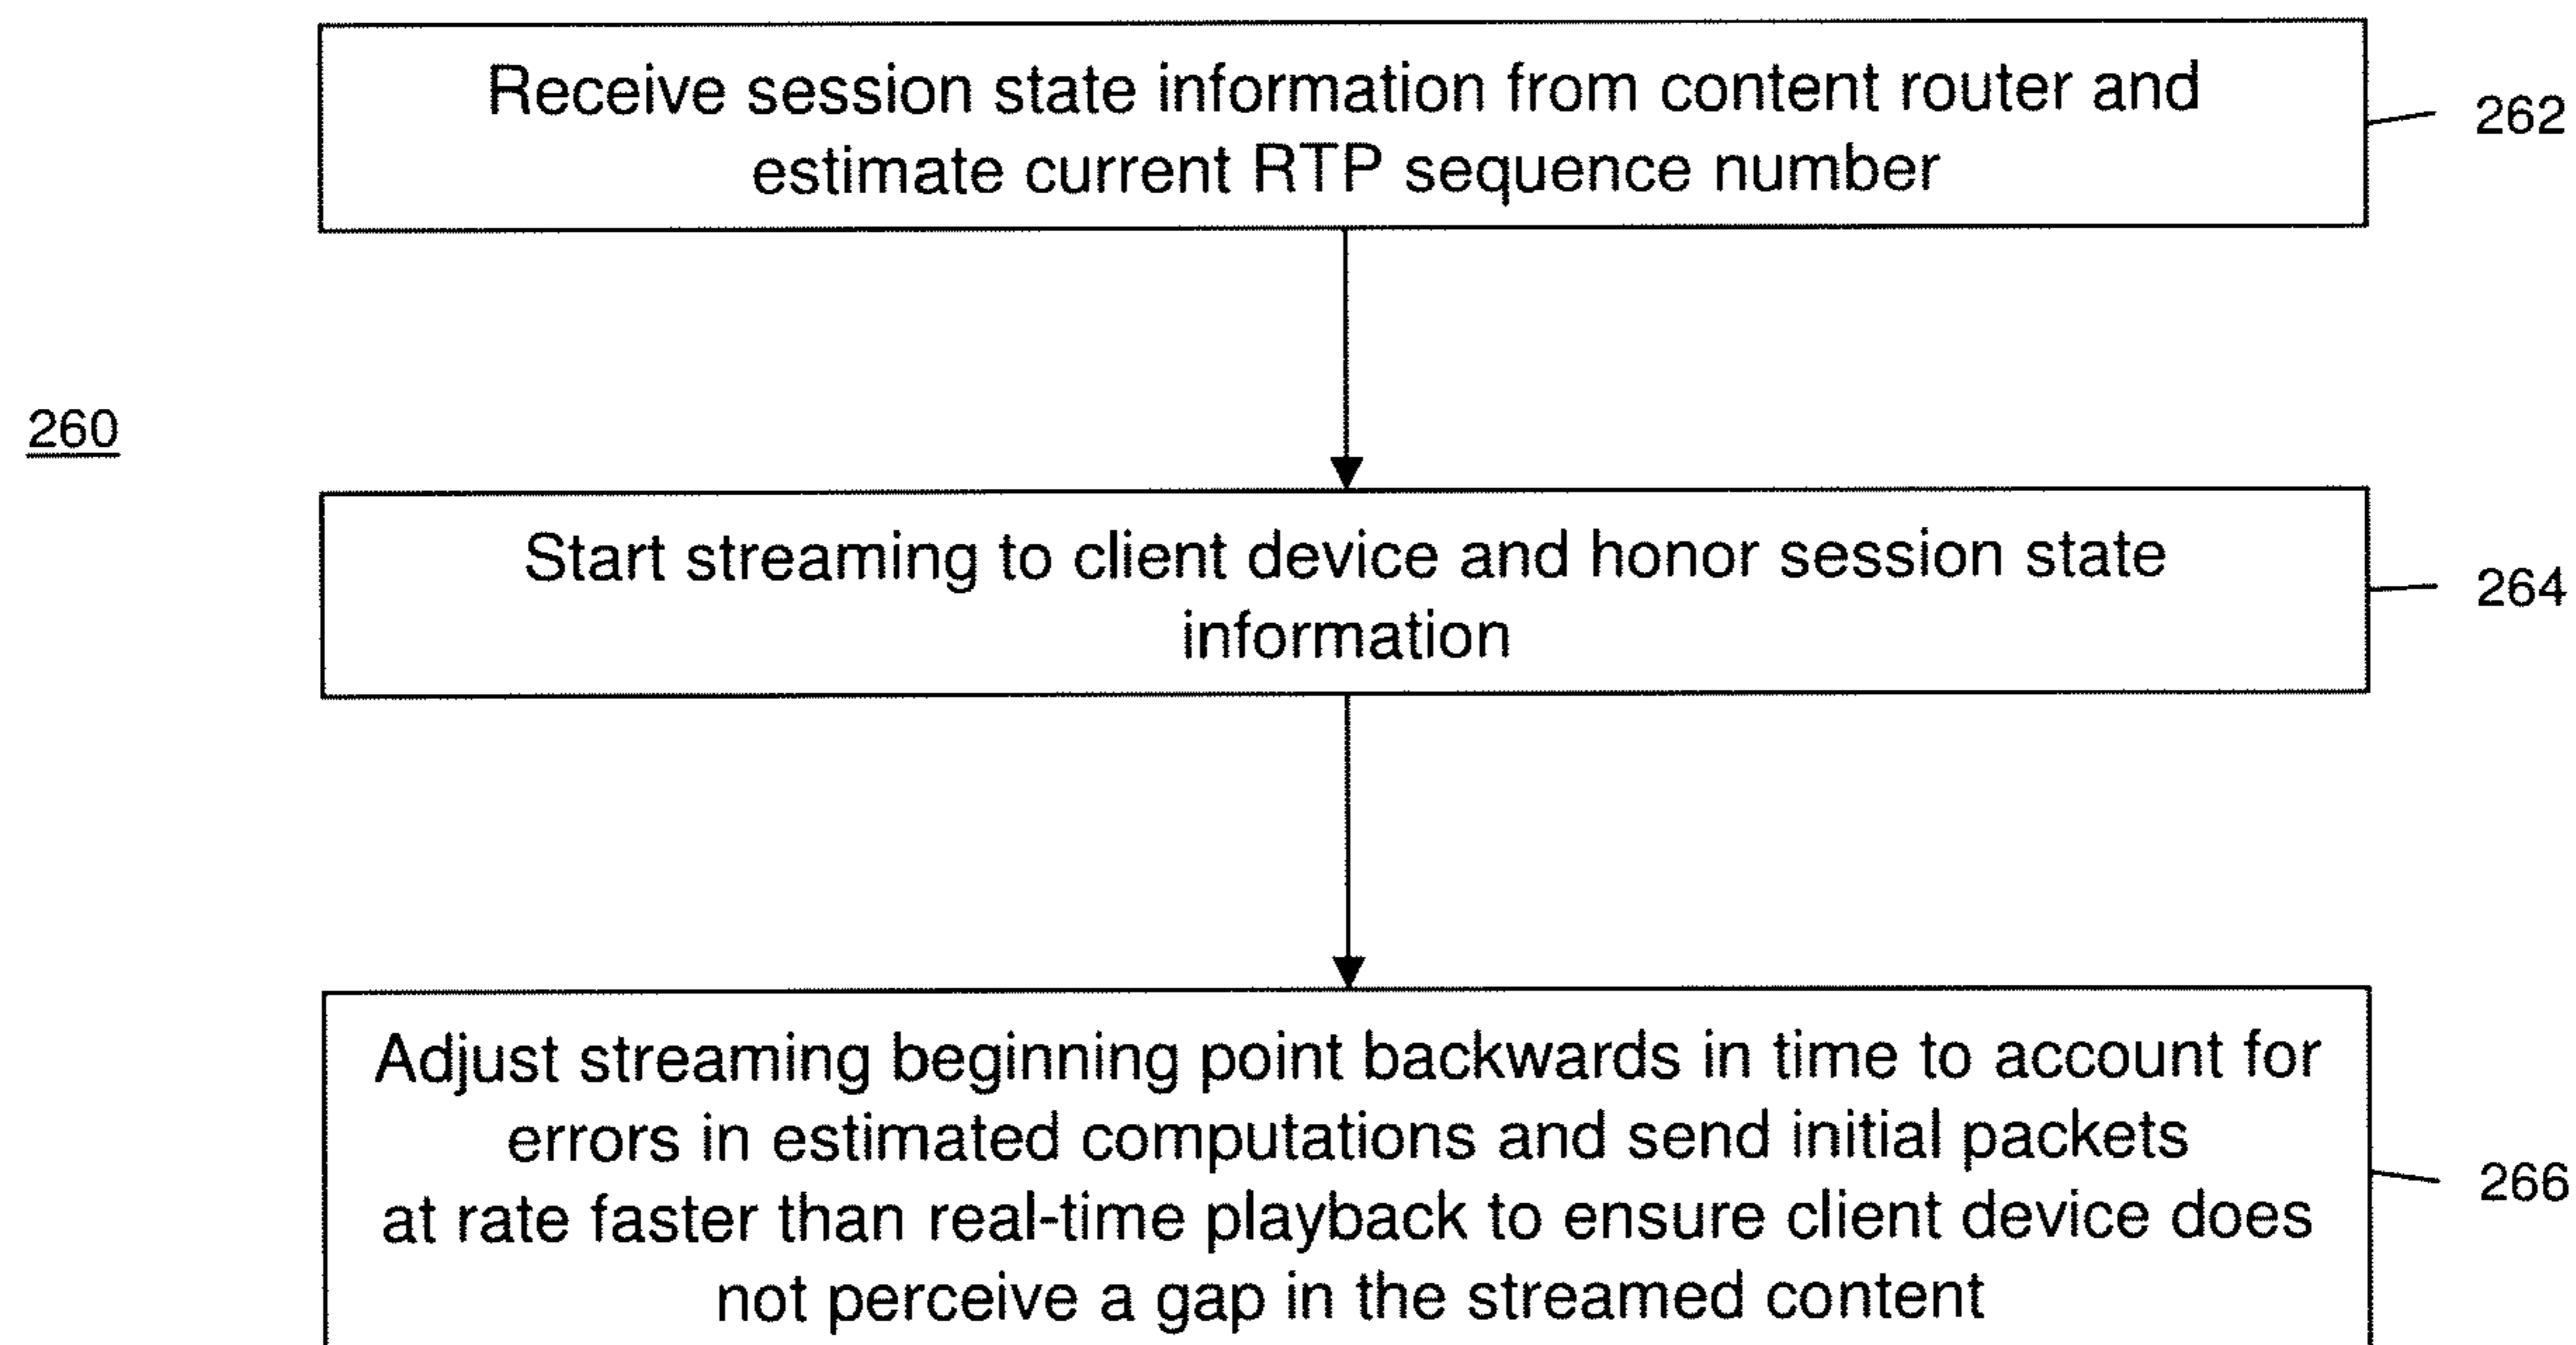 Receive session state information from content router and
estimate current RTP sequence number
262
260
Start streaming to client device and honor session state
information
264
Adjust streaming beginning point backwards in time to account for
errors in estimated computations and send initial packets
at rate faster than real-time playback to ensure client device does
not perceive a gap in the streamed content
266